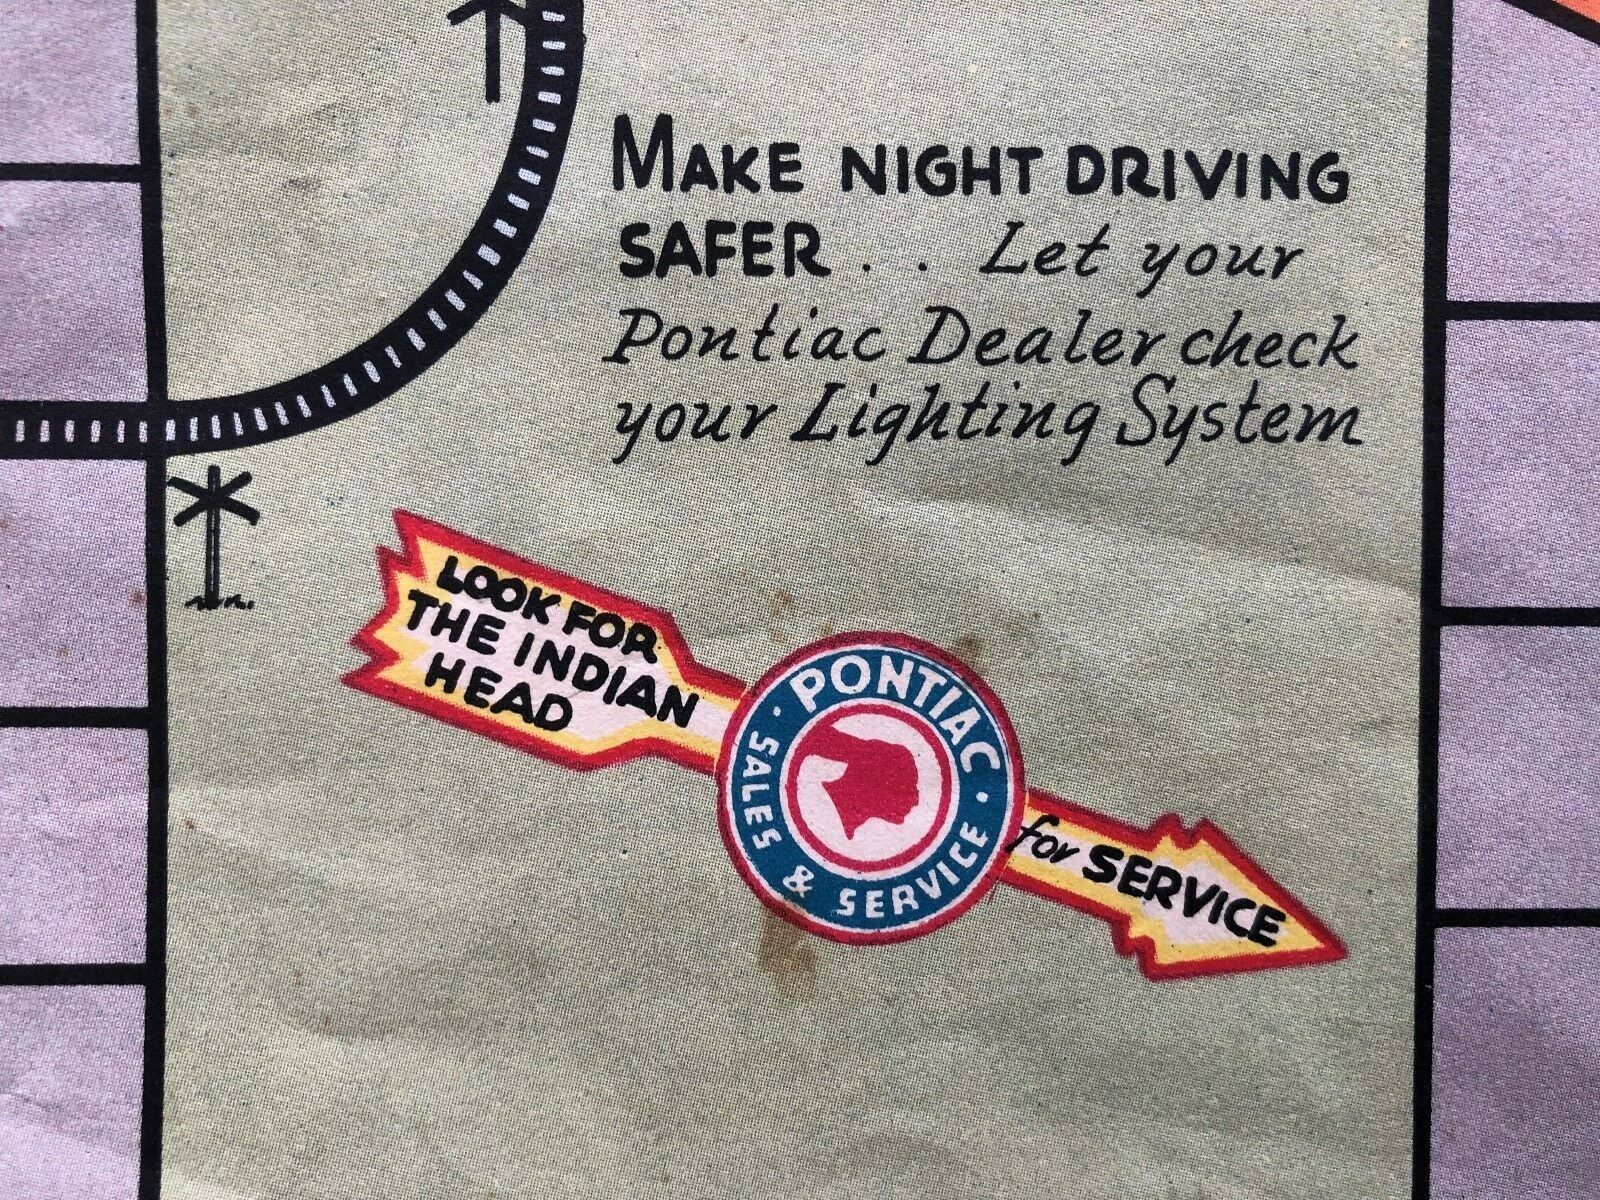 MAKE NIGHT DRIVING
SAFER . . Let your
Pontiac Dealer check
your Lighting System
LOOK FOR
THE INDIAN
HEAD
PONTIAC
SALES & SERVICE
for SERVICE